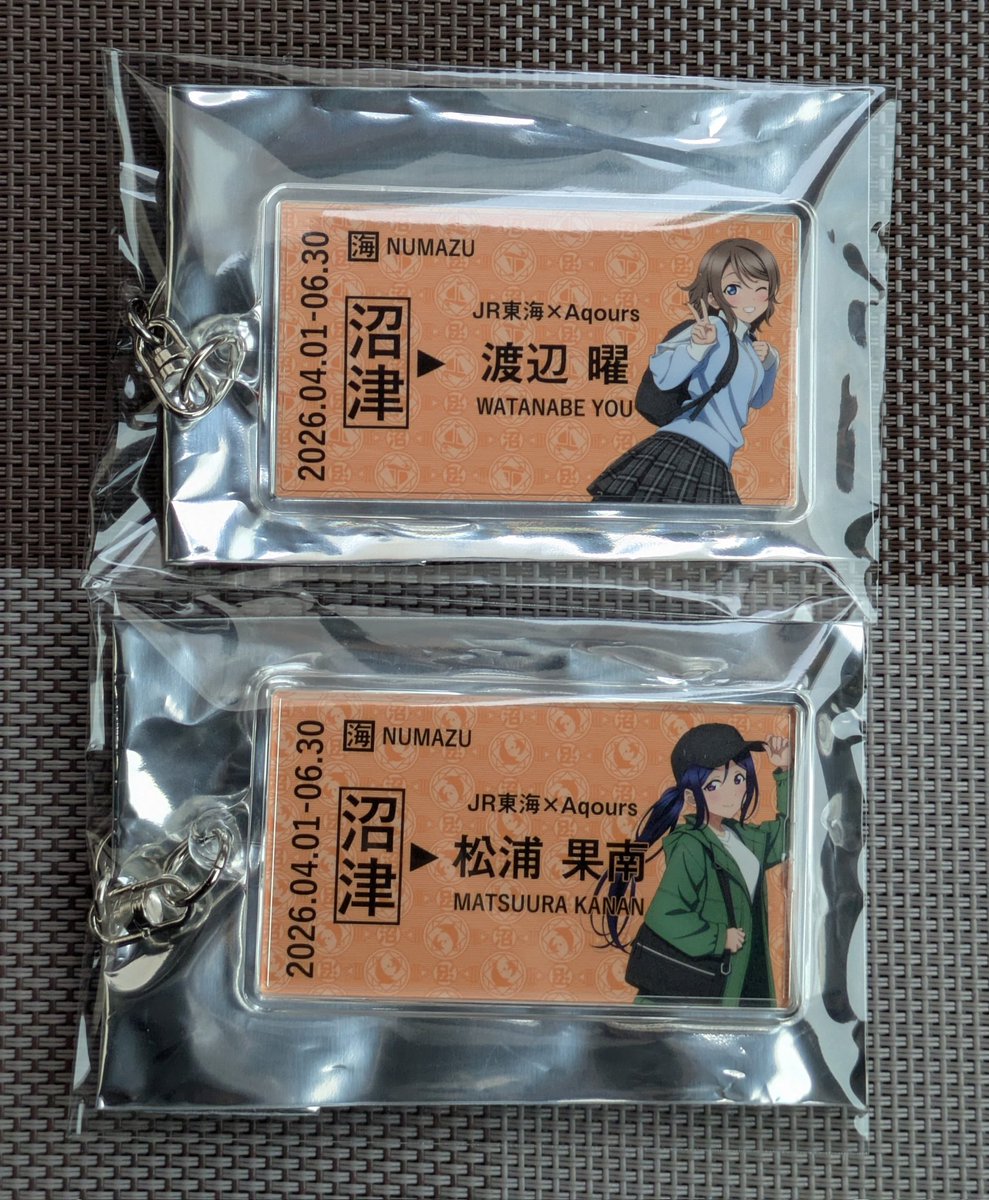 2026.04.01-06.30
海 NUMAZU
沼津
JR東海×Aqours
▶ 渡辺 曜
WATANABE YOU
2026.04.01-06.30
海 NUMAZU
沼津
JR東海×Aqours
▶ 松浦 果南
MATSUURA KANAN